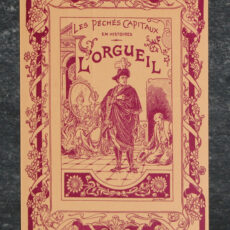 LES PÉCHÉS CAPITAUX
EN HISTOIRES
L'ORGUEIL